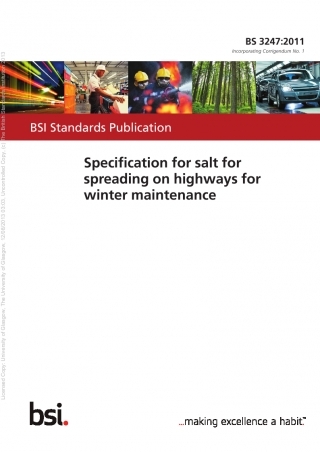 BS 3247:2011
Incorporating Corrigendum No. 1
BSI Standards Publication
Specification for salt for
spreading on highways for
winter maintenance
bsi.
...making excellence a habit.™